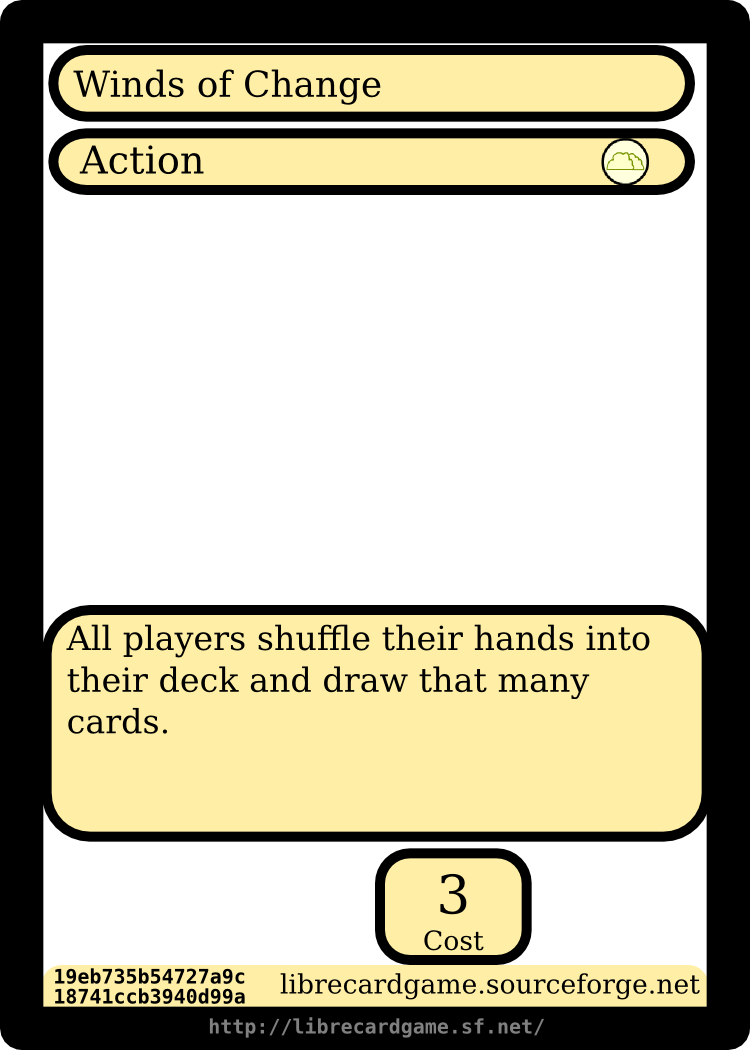 Winds of Change
Action
All players shuffle their hands into
their deck and draw that many
cards.
3
Cost
19eb735b54727a9c
18741ccb3940d99a
librecardgame.sourceforge.net
http://librecardgame.sf.net/